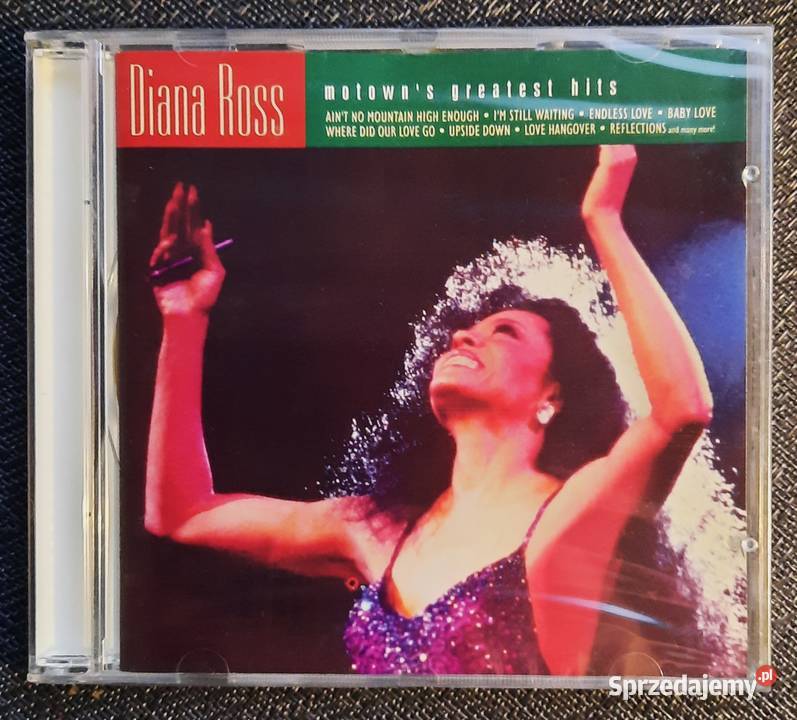 Diana Ross
motown's greatest hits
AIN'T NO MOUNTAIN HIGH ENOUGH • I'M STILL WAITING • ENDLESS LOVE • BABY LOVE
WHERE DID OUR LOVE GO • UPSIDE DOWN • LOVE HANGOVER • REFLECTIONS and many more!
Sprzedajemy.pl